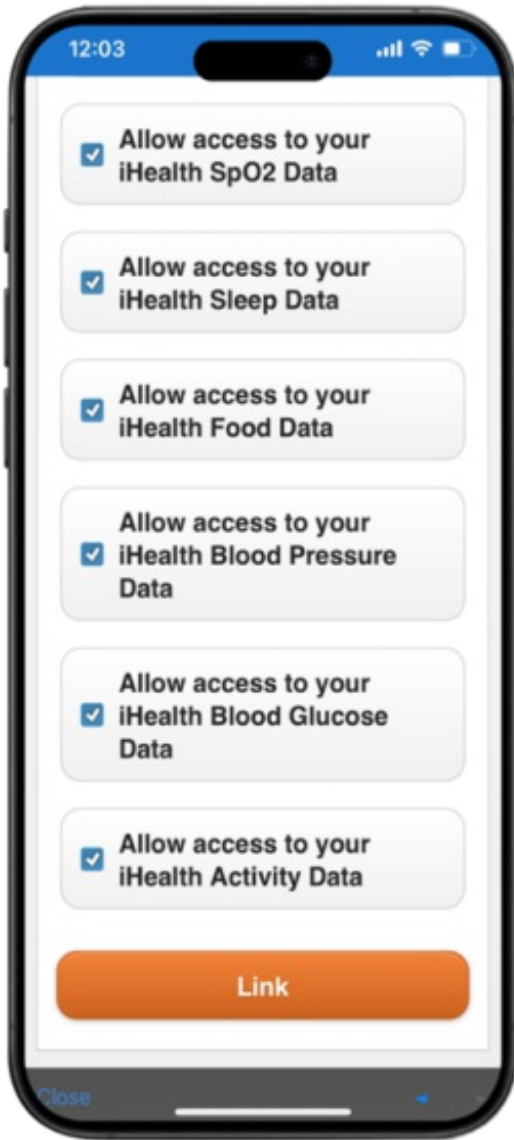 12:03
Allow access to your
iHealth SpO2 Data
Allow access to your
iHealth Sleep Data
Allow access to your
iHealth Food Data
Allow access to your
iHealth Blood Pressure
Data
Allow access to your
iHealth Blood Glucose
Data
Allow access to your
iHealth Activity Data
Link
Close